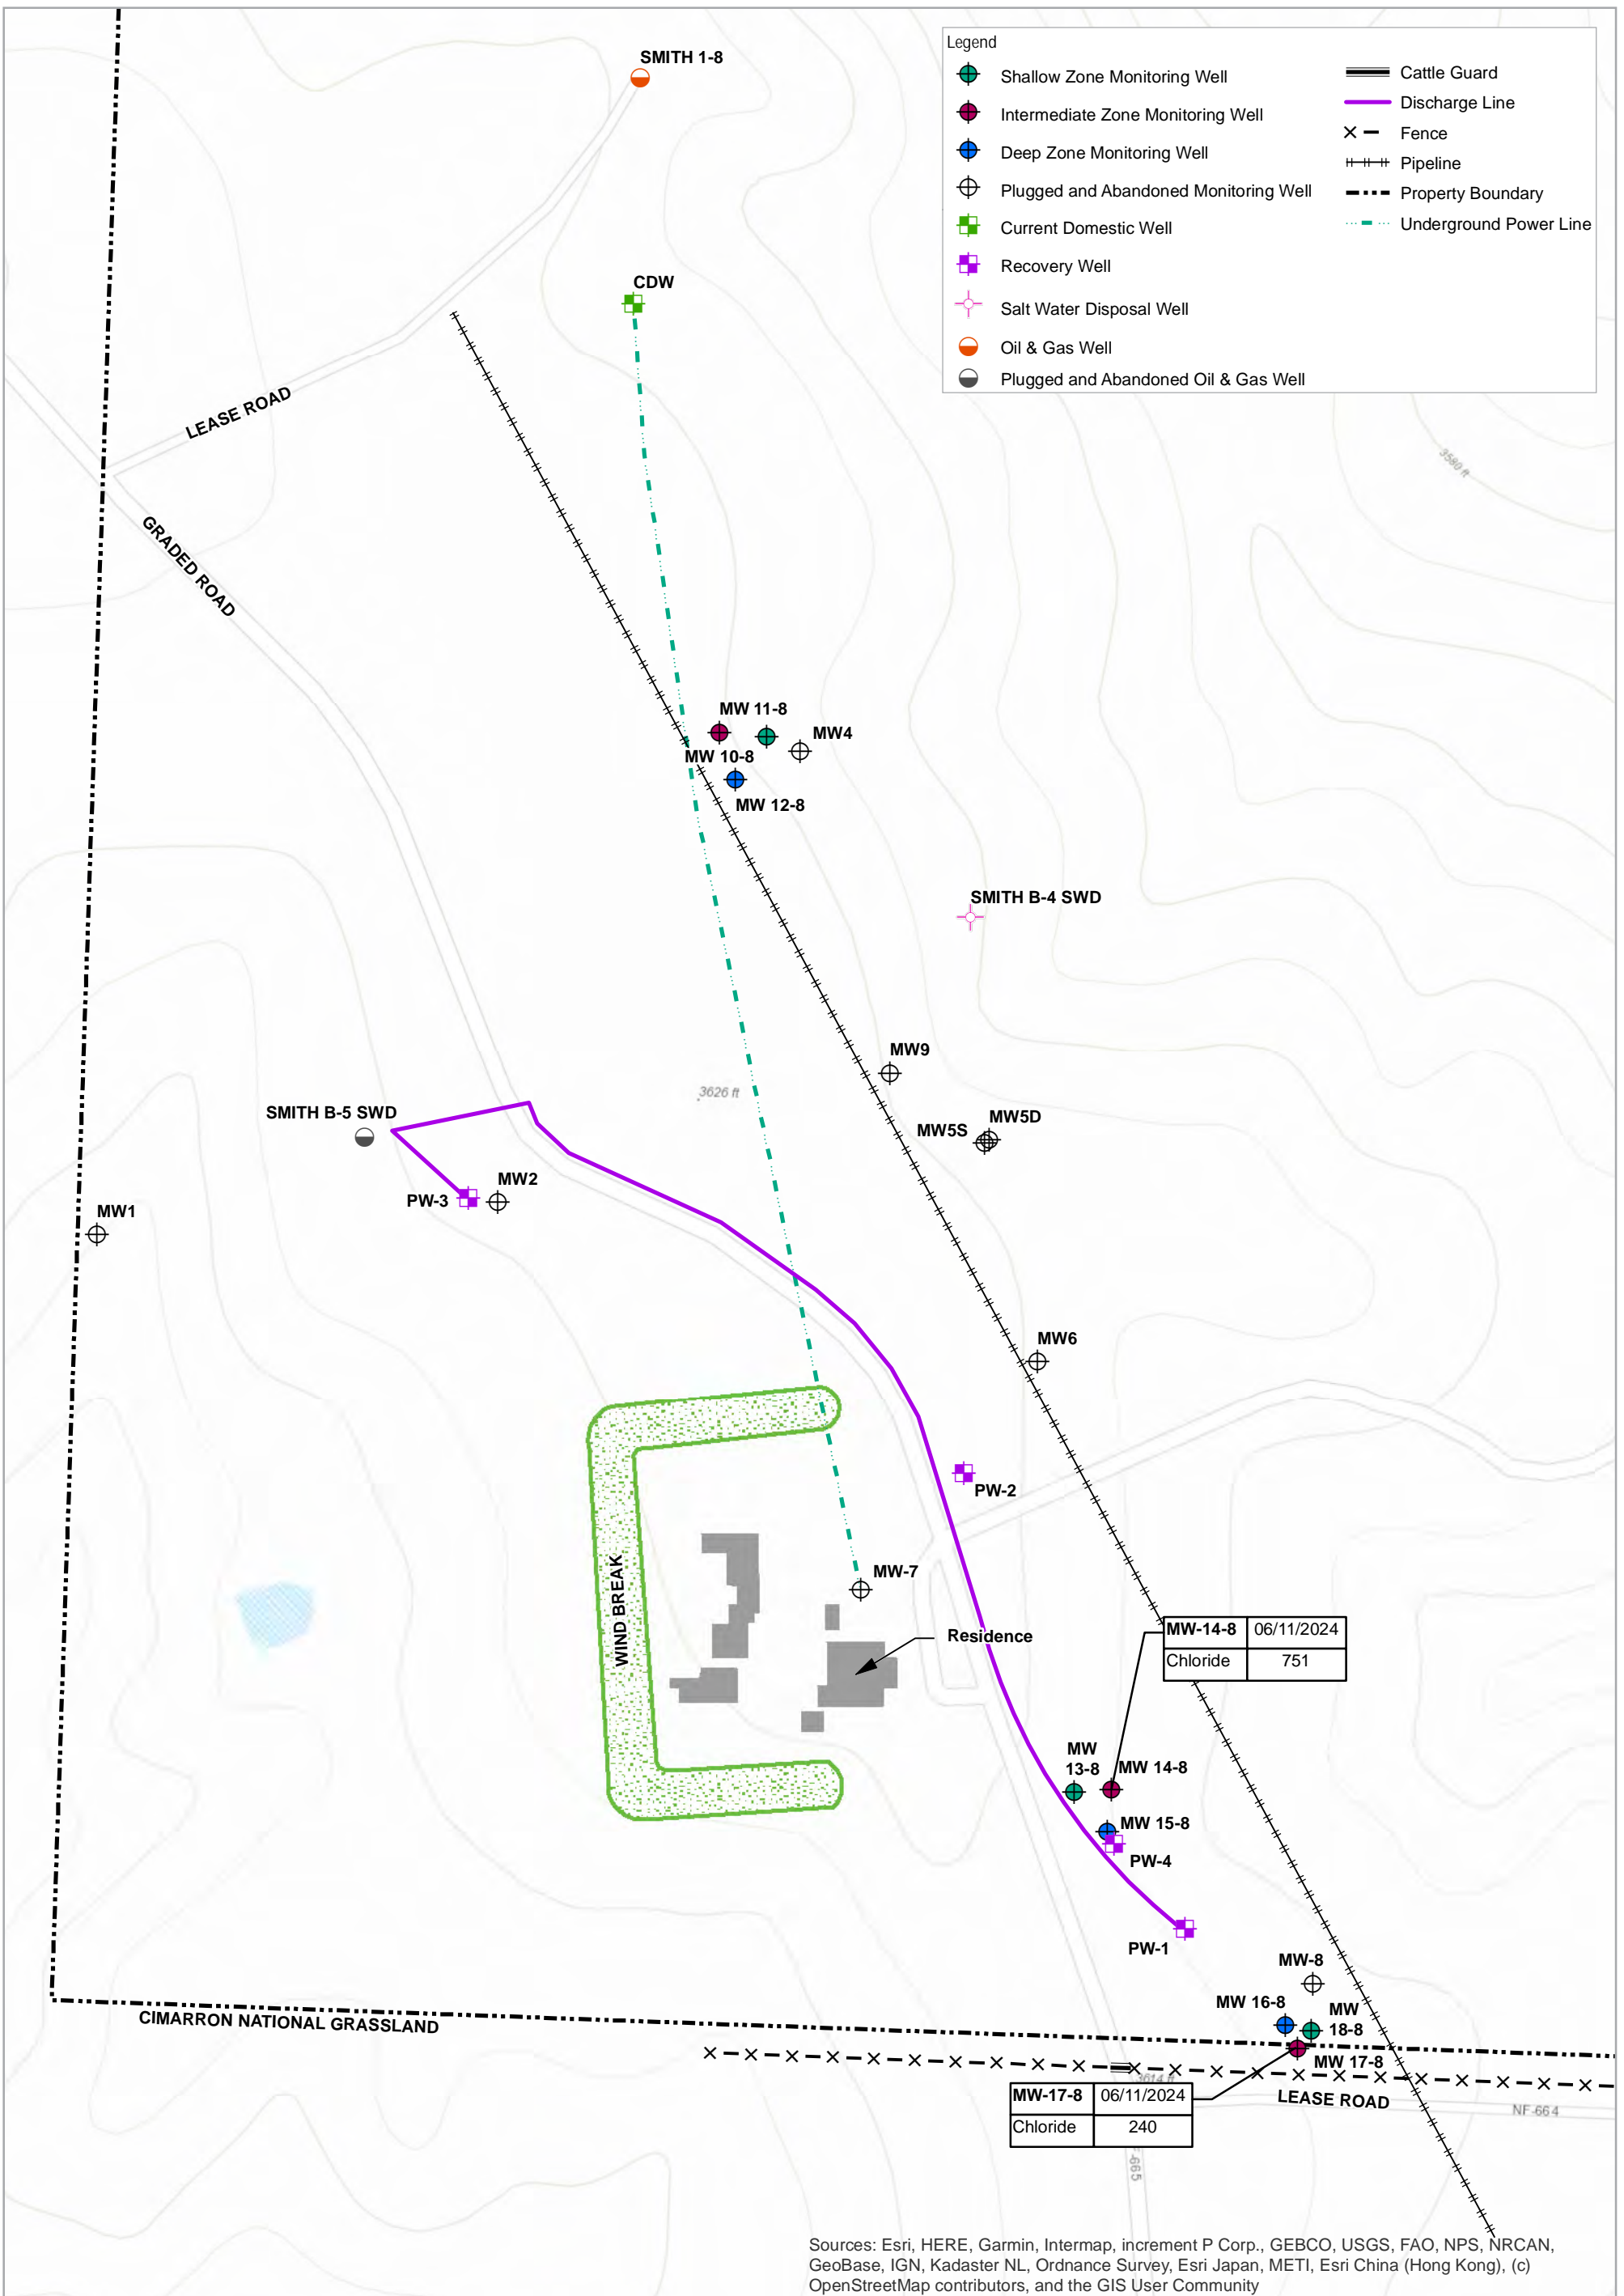 SMITH 1-8
Legend
Shallow Zone Monitoring Well
Intermediate Zone Monitoring Well
Deep Zone Monitoring Well
Plugged and Abandoned Monitoring Well
Current Domestic Well
Recovery Well
Salt Water Disposal Well
Oil & Gas Well
Plugged and Abandoned Oil & Gas Well
Cattle Guard
Discharge Line
Fence
Pipeline
Property Boundary
Underground Power Line
CDW
LEASE ROAD
3580 ft
GRADED ROAD
MW 11-8
MW4
MW 10-8
MW 12-8
SMITH B-4 SWD
MW9
3626 ft
SMITH B-5 SWD
MW5D
MW5S
MW2
PW-3
MW1
MW6
PW-2
MW-7
WIND BREAK
Residence
MW-14-8 06/11/2024
Chloride 751
MW
13-8
MW 14-8
MW 15-8
PW-4
PW-1
MW-8
MW 16-8
MW
18-8
CIMARRON NATIONAL GRASSLAND
MW 17-8
3614 ft
MW-17-8 06/11/2024
Chloride 240
LEASE ROAD
NF-664
-665
Sources: Esri, HERE, Garmin, Intermap, increment P Corp., GEBCO, USGS, FAO, NPS, NRCAN,
GeoBase, IGN, Kadaster NL, Ordnance Survey, Esri Japan, METI, Esri China (Hong Kong), (c)
OpenStreetMap contributors, and the GIS User Community